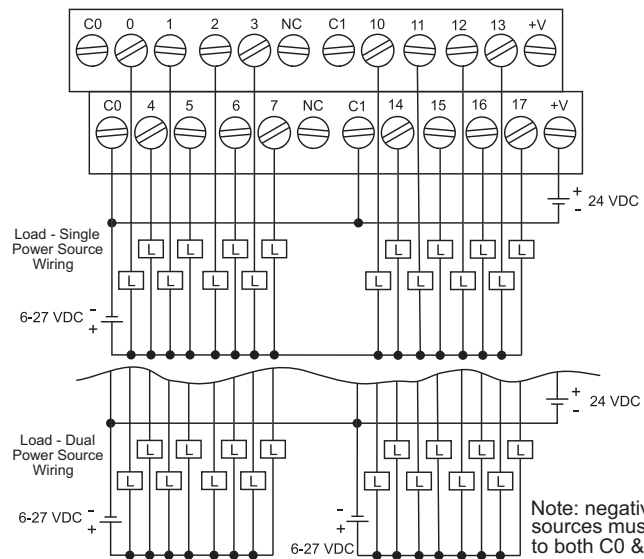 C0 0 1 2 3 NC C1 10 11 12 13 +V
C0 4 5 6 7 NC C1 14 15 16 17 +V
+
-
24 VDC
Load - Single
Power Source
Wiring
L L L L L L L L
L L L L L L L L
-
+
6-27 VDC
+
-
24 VDC
Load - Dual
Power Source
Wiring
L L L L L L L L
L L L L L L L L
-
+
6-27 VDC
-
+
6-27 VDC
Note: negativ
sources mus
to both C0 &